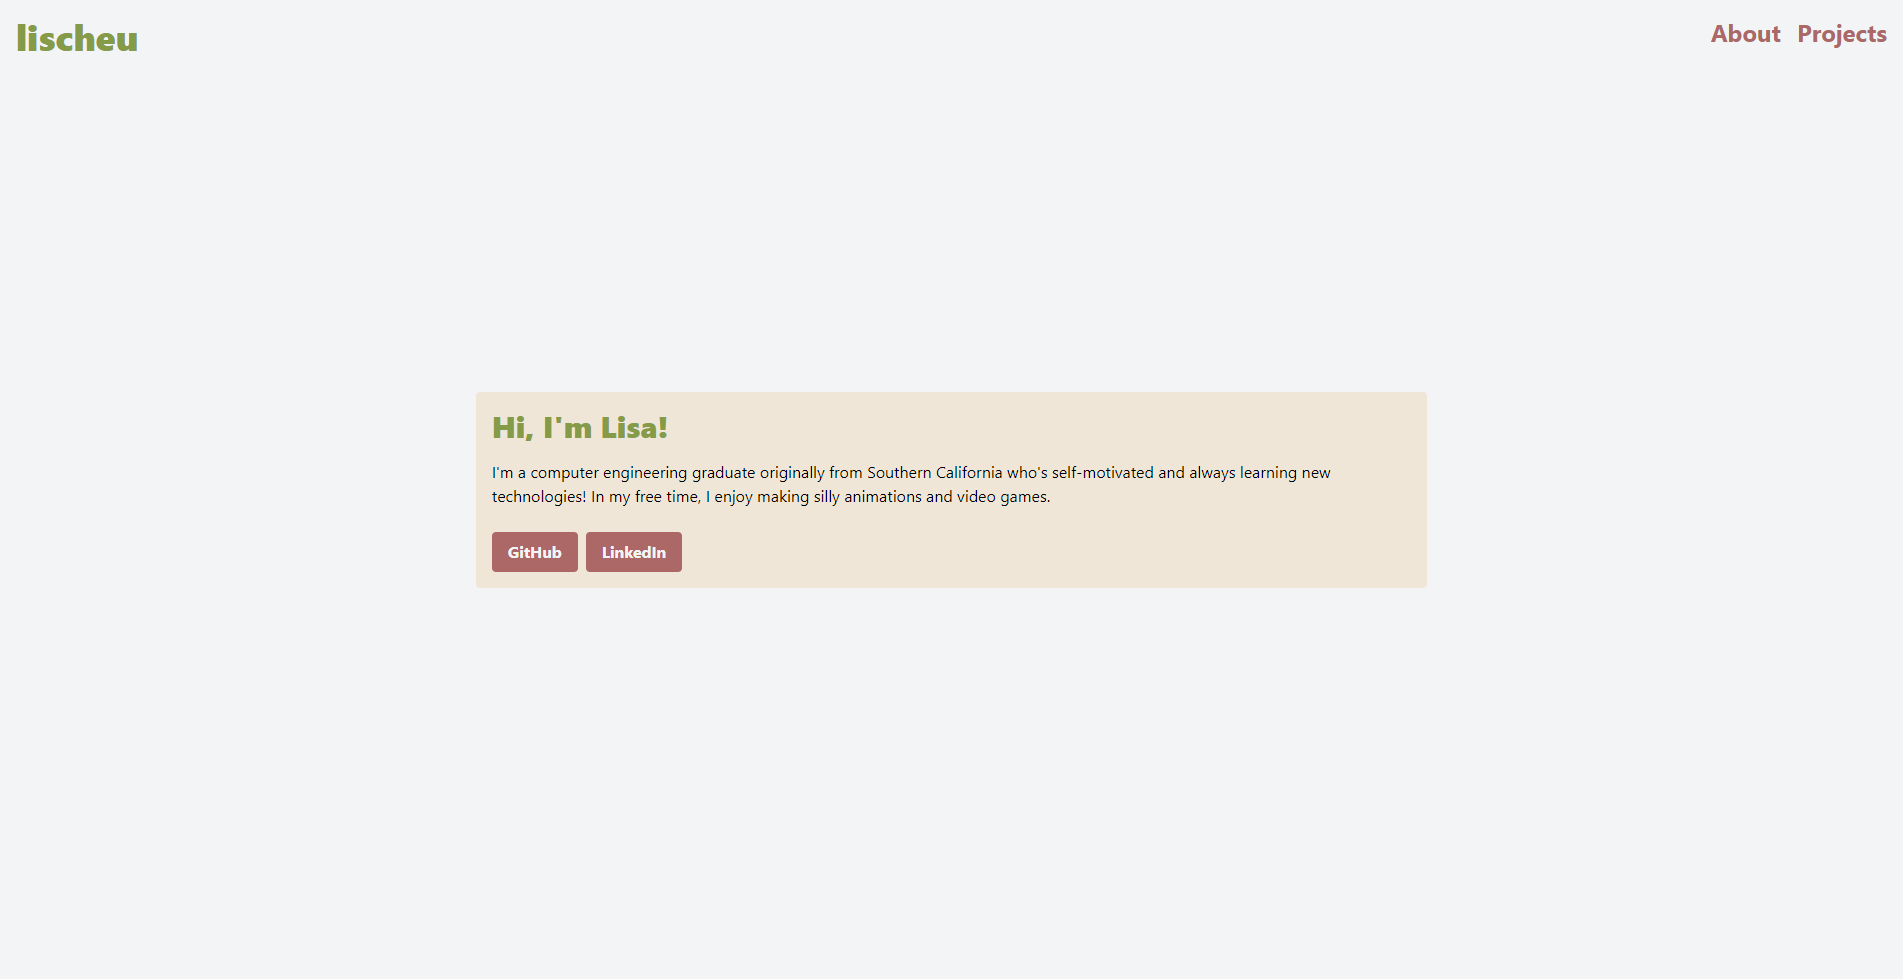 lischeu
About Projects
Hi, I'm Lisa!
I'm a computer engineering graduate originally from Southern California who's self-motivated and always learning new
technologies! In my free time, I enjoy making silly animations and video games.
GitHub LinkedIn